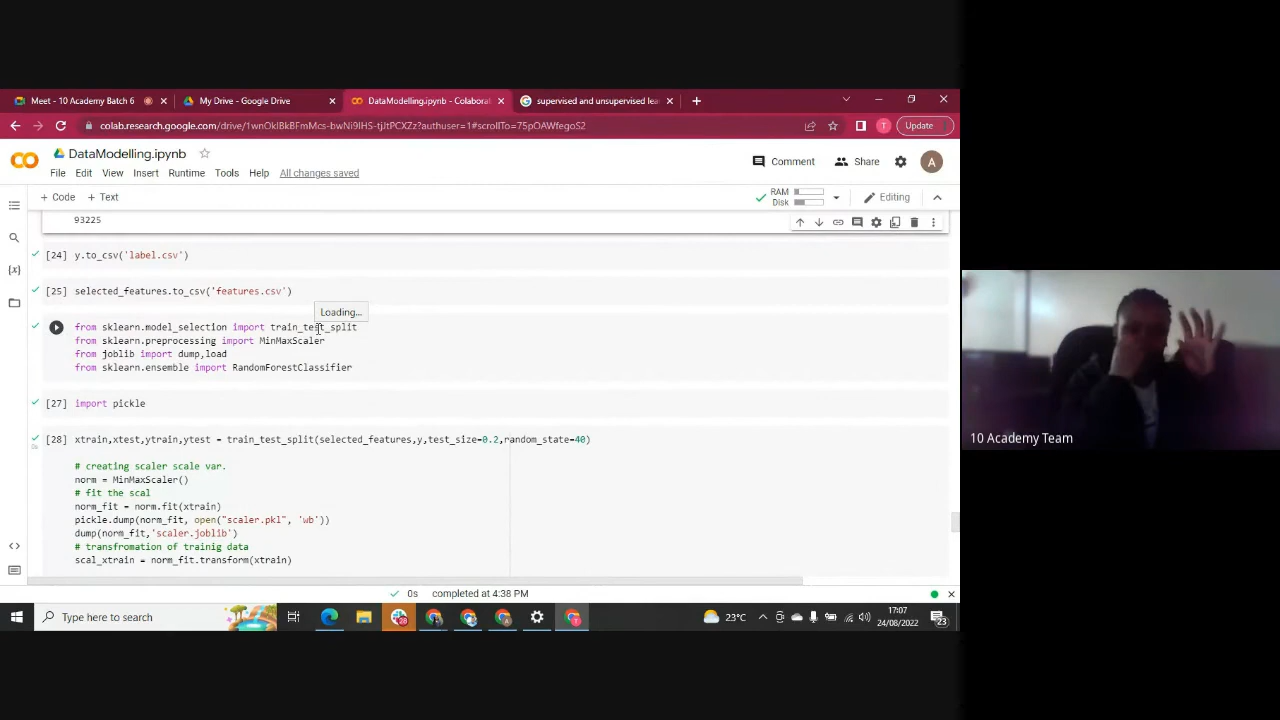 Meet - 10 Academy Batch 6
My Drive - Google Drive
DataModelling.ipynb - Colaborat
supervised and unsupervised lea
colab.research.google.com/drive/1wnOklBkBFmMcs-bwNi9IHS-tjJtPCXZz?authuser=1#scrollTo=75pOAWfegoS2
T
Update
DataModelling.ipynb
Comment
Share
A
File Edit View Insert Runtime Tools Help All changes saved
+ Code + Text
RAM
Disk
Editing
93225
[24] y.to_csv('label.csv')
[25] selected_features.to_csv('features.csv')
Loading...
from sklearn.model_selection import train_test_split
from sklearn.preprocessing import MinMaxScaler
from joblib import dump,load
from sklearn.ensemble import RandomForestClassifier
[27] import pickle
[28] xtrain,xtest,ytrain,ytest = train_test_split(selected_features,y,test_size=0.2,random_state=40)
0s
# creating scaler scale var.
norm = MinMaxScaler()
# fit the scal
norm_fit = norm.fit(xtrain)
pickle.dump(norm_fit, open("scaler.pkl", 'wb'))
dump(norm_fit,'scaler.joblib')
# transfromation of trainig data
scal_xtrain = norm_fit.transform(xtrain)
0s completed at 4:38 PM
Type here to search
23°C
17:07
24/08/2022
23
10 Academy Team